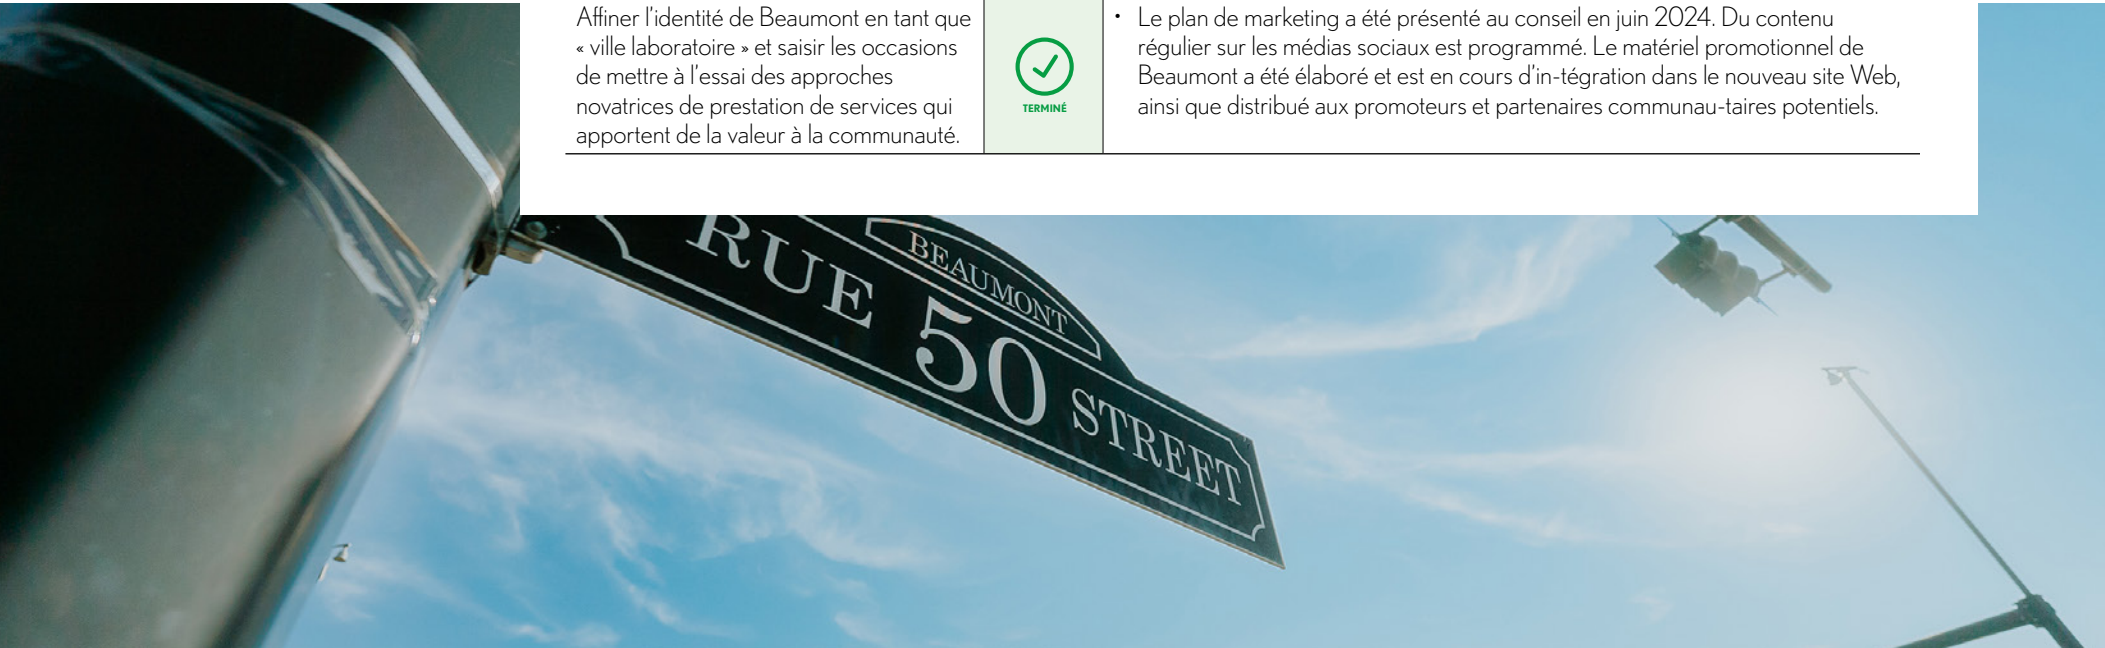 Affiner l’identité de Beaumont en tant que
« ville laboratoire » et saisir les occasions
de mettre à l’essai des approches
novatrices de prestation de services qui
apportent de la valeur à la communauté.
TERMINÉ
• Le plan de marketing a été présenté au conseil en juin 2024. Du contenu
régulier sur les médias sociaux est programmé. Le matériel promotionnel de
Beaumont a été élaboré et est en cours d’in-tégration dans le nouveau site Web,
ainsi que distribué aux promoteurs et partenaires communau-taires potentiels.
BEAUMONT
RUE 50 STREET